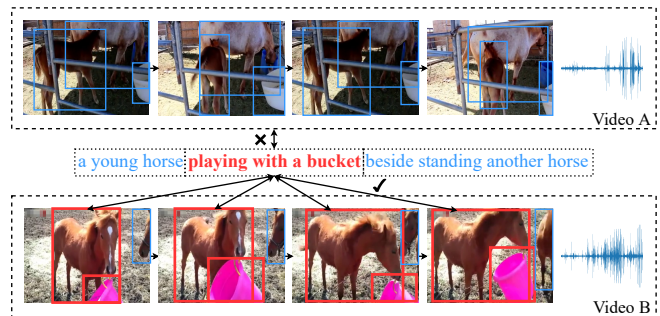 Video A
a young horse playing with a bucket beside standing another horse
Video B